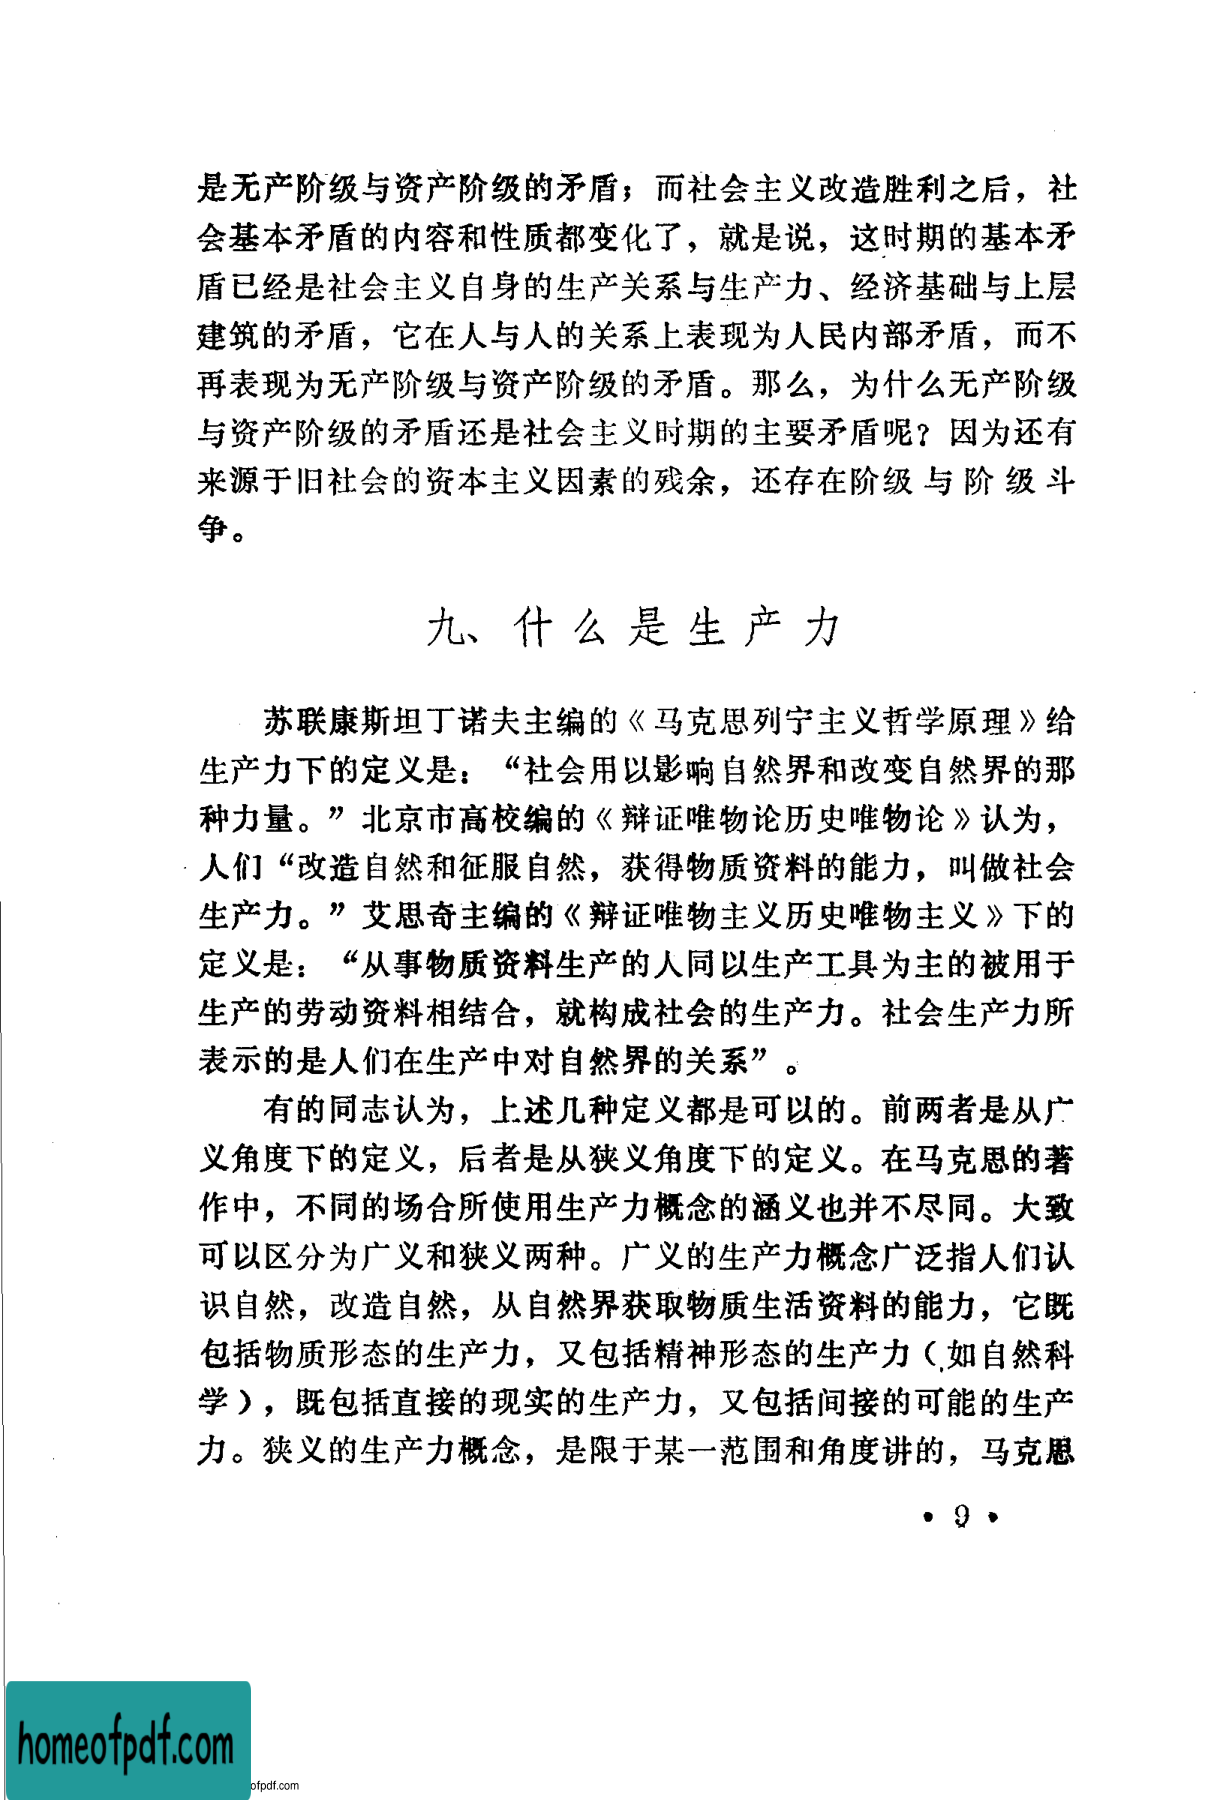 是无产阶级与资产阶级的矛盾；而社会主义改造胜利之后，社
会基本矛盾的内容和性质都变化了，就是说，这时期的基本矛
盾已经是社会主义自身的生产关系与生产力、经济基础与上层
建筑的矛盾，它在人与人的关系上表现为人民内部矛盾，而不
再表现为无产阶级与资产阶级的矛盾。那么，为什么无产阶级
与资产阶级的矛盾还是社会主义时期的主要矛盾呢？因为还有
来源于旧社会的资本主义因素的残余，还存在阶级与阶级斗
争。
九、什么是生产力
苏联康斯坦丁诺夫主编的《马克思列宁主义哲学原理》给
生产力下的定义是：“社会用以影响自然界和改变自然界的那
种力量。”北京市高校编的《辩证唯物论历史唯物论》认为，
人们“改造自然和征服自然，获得物质资料的能力，叫做社会
生产力。”艾思奇主编的《辩证唯物主义历史唯物主义》下的
定义是：“从事物质资料生产的人同以生产工具为主的被用于
生产的劳动资料相结合，就构成社会的生产力。社会生产力所
表示的是人们在生产中对自然界的关系”。
有的同志认为，上述几种定义都是可以的。前两者是从广
义角度下的定义，后者是从狭义角度下的定义。在马克思的著
作中，不同的场合所使用生产力概念的涵义也并不尽同。大致
可以区分为广义和狭义两种。广义的生产力概念广泛指人们认
识自然，改造自然，从自然界获取物质生活资料的能力，它既
包括物质形态的生产力，又包括精神形态的生产力（如自然科
学），既包括直接的现实的生产力，又包括间接的可能的生产
力。狭义的生产力概念，是限于某一范围和角度讲的，马克思
• 9 •
homeofpdf.com
ofpdf.com